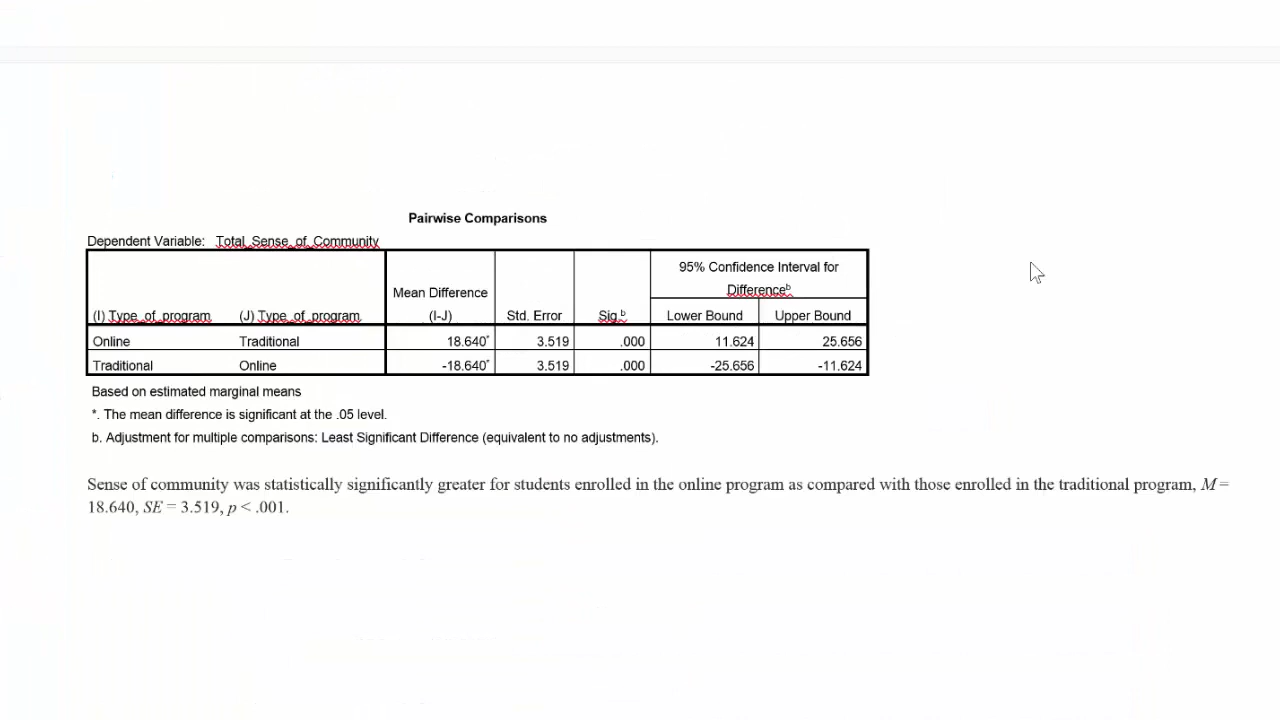 Pairwise Comparisons
Dependent Variable: Total_Sense_of_Community
95% Confidence Interval for
Mean Difference Differenceᵇ
(I) Type_of_program (J) Type_of_program (I-J) Std. Error Sig.ᵇ Lower Bound Upper Bound
Online Traditional 18.640* 3.519 .000 11.624 25.656
Traditional Online -18.640* 3.519 .000 -25.656 -11.624
Based on estimated marginal means
*. The mean difference is significant at the .05 level.
b. Adjustment for multiple comparisons: Least Significant Difference (equivalent to no adjustments).
Sense of community was statistically significantly greater for students enrolled in the online program as compared with those enrolled in the traditional program, M =
18.640, SE = 3.519, p < .001.